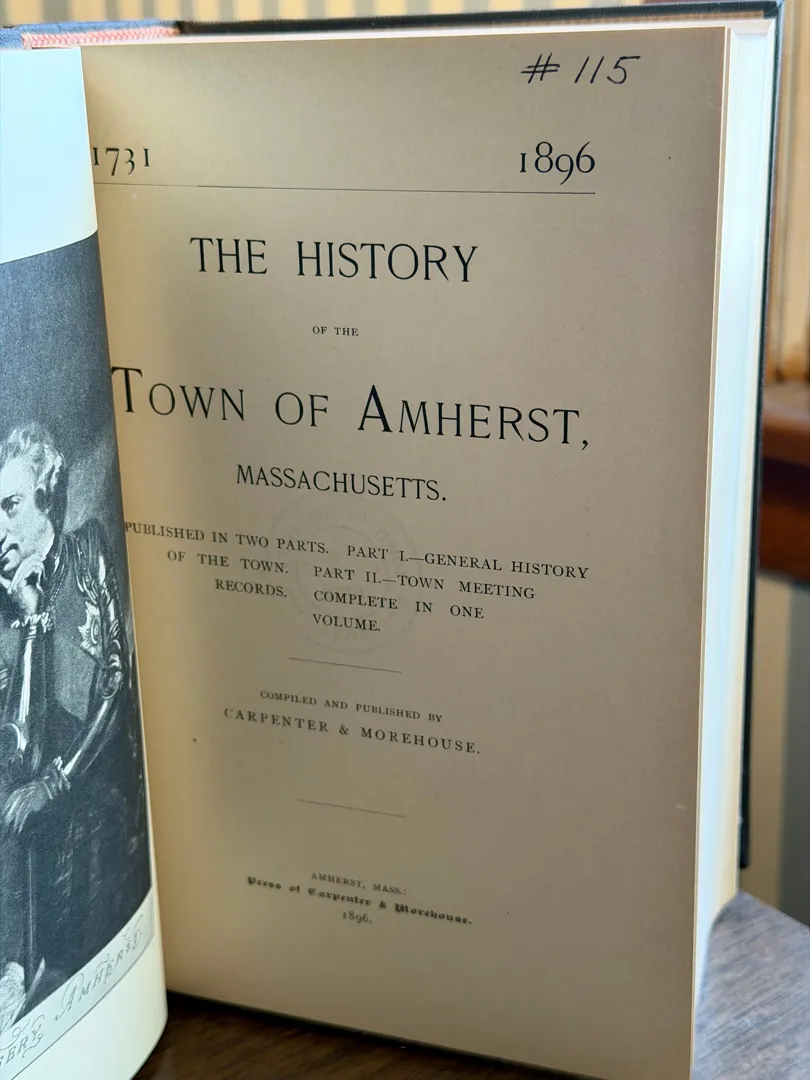 # 115
1731 1896
THE HISTORY
OF THE
TOWN OF AMHERST,
MASSACHUSETTS.
PUBLISHED IN TWO PARTS. PART I.—GENERAL HISTORY
OF THE TOWN. PART II.—TOWN MEETING
RECORDS. COMPLETE IN ONE
VOLUME.
COMPILED AND PUBLISHED BY
CARPENTER & MOREHOUSE.
AMHERST, MASS.:
Press of Carpenter & Morehouse.
1896.
AMHERST.